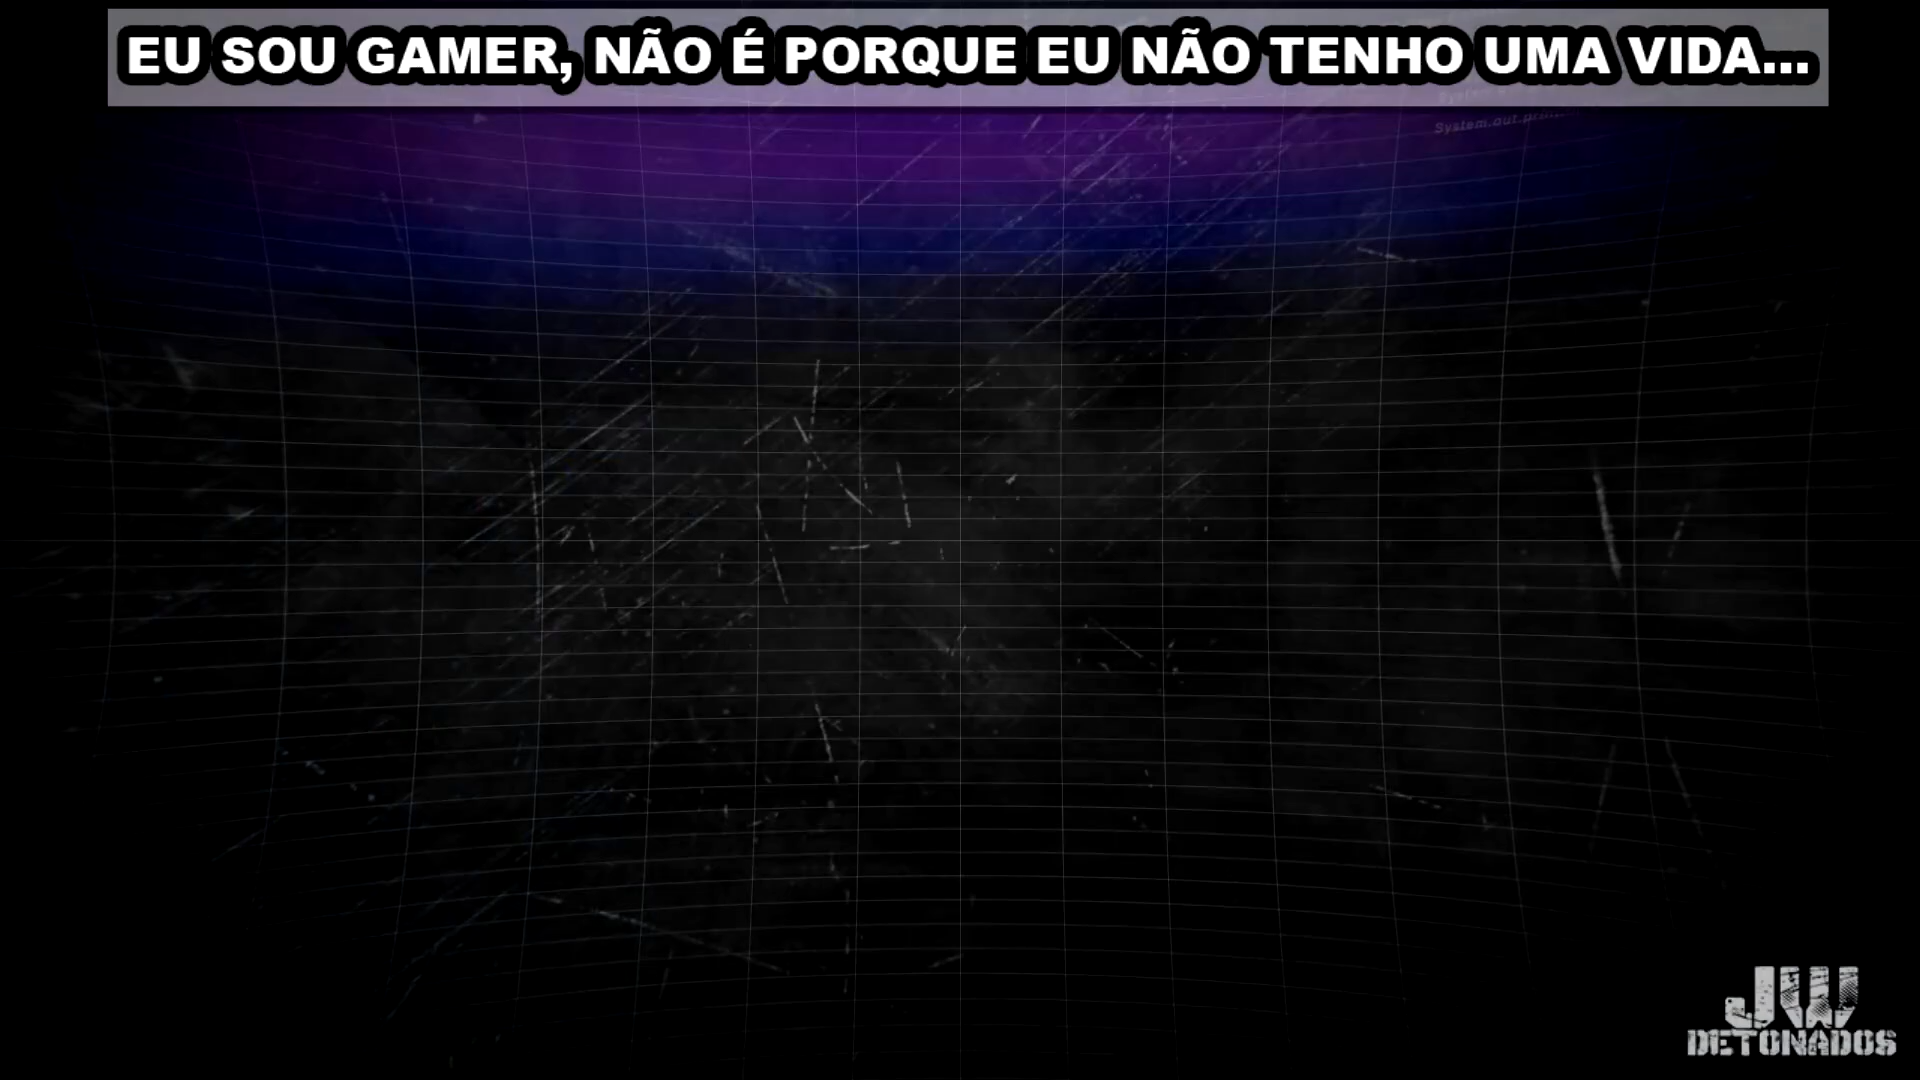 EU SOU GAMER, NÃO É PORQUE EU NÃO TENHO UMA VIDA...
JW
DETONADOS